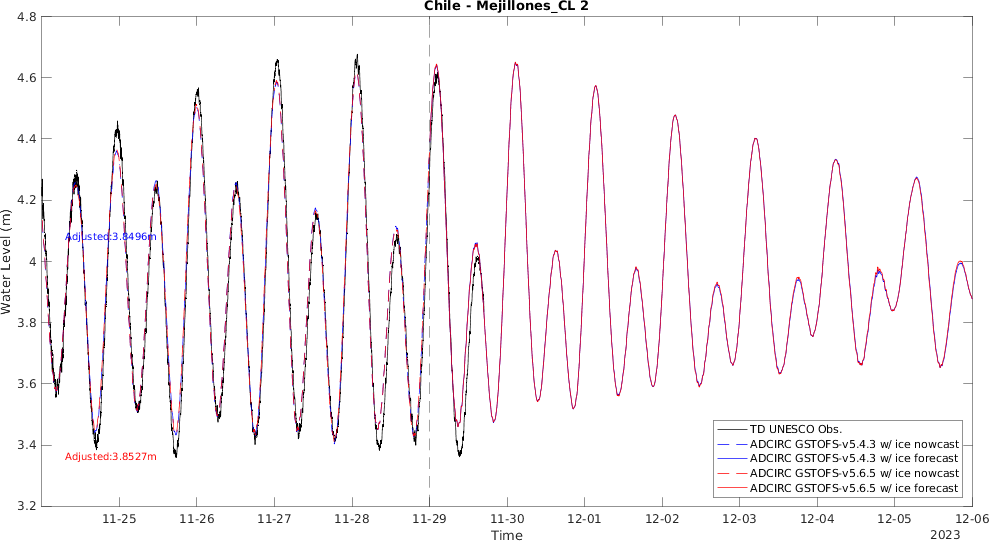 Chile - Mejillones_CL 2
4.8
4.6
4.4
4.2
4
3.8
3.6
3.4
3.2
Water Level (m)
Adjusted:3.8496m
Adjusted:3.8527m
TD UNESCO Obs.
ADCIRC GSTOFS-v5.4.3 w/ ice nowcast
ADCIRC GSTOFS-v5.4.3 w/ ice forecast
ADCIRC GSTOFS-v5.6.5 w/ ice nowcast
ADCIRC GSTOFS-v5.6.5 w/ ice forecast
11-25 11-26 11-27 11-28 11-29 11-30 12-01 12-02 12-03 12-04 12-05 12-06
Time 2023